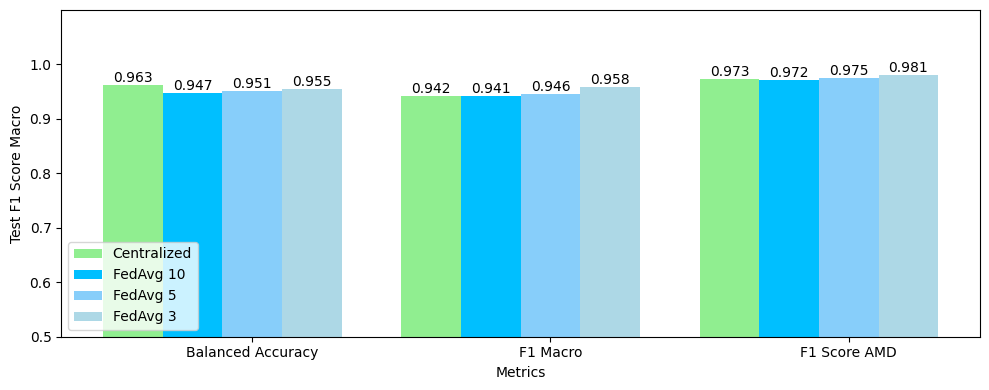 0.963
0.947
0.951
0.955
0.942
0.941
0.946
0.958
0.973
0.972
0.975
0.981
1.0
0.9
0.8
0.7
0.6
0.5
Test F1 Score Macro
Centralized
FedAvg 10
FedAvg 5
FedAvg 3
Balanced Accuracy
F1 Macro
F1 Score AMD
Metrics